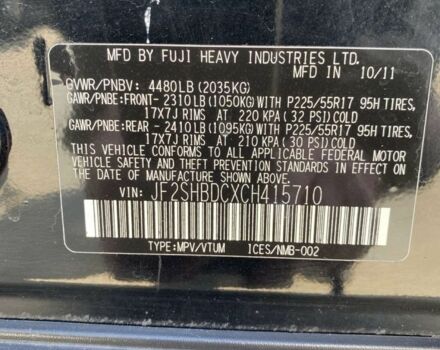 MFD BY FUJI HEAVY INDUSTRIES LTD.
IN JAPAN 10/11
GVWR/PNBV: 4480LB(2035KG)
GAWR/PNBE:FRONT- 2310LB(1050KG)WITH P225/55R17 95H TIRES,
17X7J RIMS AT 220 KPA( 32 PSI)COLD
GAWR/PNBE:REAR - 2410LB(1095KG)WITH P225/55R17 95H TIRES,
17X7J RIMS AT 210 KPA( 30 PSI)COLD
THIS VEHICLE CONFORMS TO ALL APPLICABLE FEDERAL MOTOR
VEHICLE SAFETY AND THEFT PREVENTION STANDARDS
IN EFFECT ON THE DATE OF MANUFACTURE SHOWN ABOVE.
VIN: JF2SHBDCXCH415710
TYPE:MPV/VTUM ICES/NMB-002